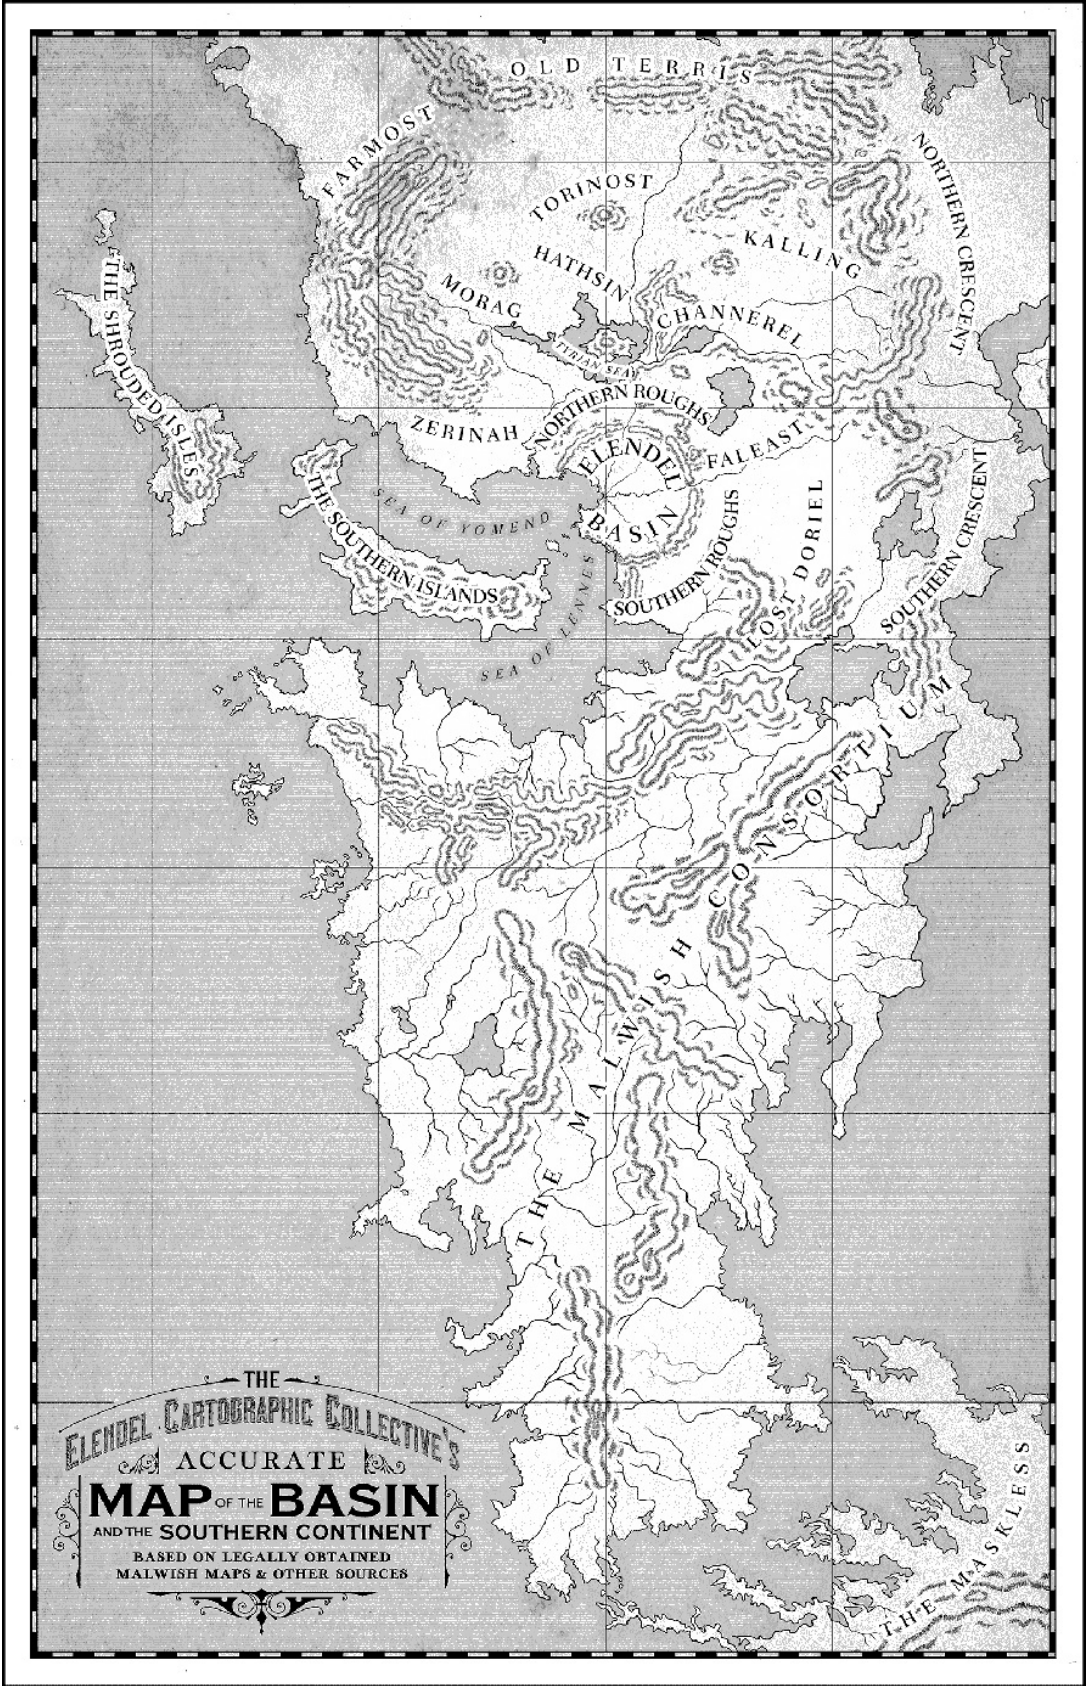 OLD TERRIS
FARMOST
NORTHERN CRESCENT
TORINOST
KALLING
HATHSIN
MORAG
CHANNEREL
THE SHROUDED ISLES
TYRIAN SEA
NORTHERN ROUGHS
ZERINAH
FALEAST
ELENDEL
BASIN
SEA OF YOMEND
THE SOUTHERN ISLANDS
SOUTHERN ROUGHS
LOST DORIEL
SOUTHERN CRESCENT
SEA OF LENNES
THE MALWISH CONSORTIUM
THE MASKLESS
THE
ELENDEL CARTOGRAPHIC COLLECTIVE'S
ACCURATE
MAP OF THE BASIN
AND THE SOUTHERN CONTINENT
BASED ON LEGALLY OBTAINED
MALWISH MAPS & OTHER SOURCES